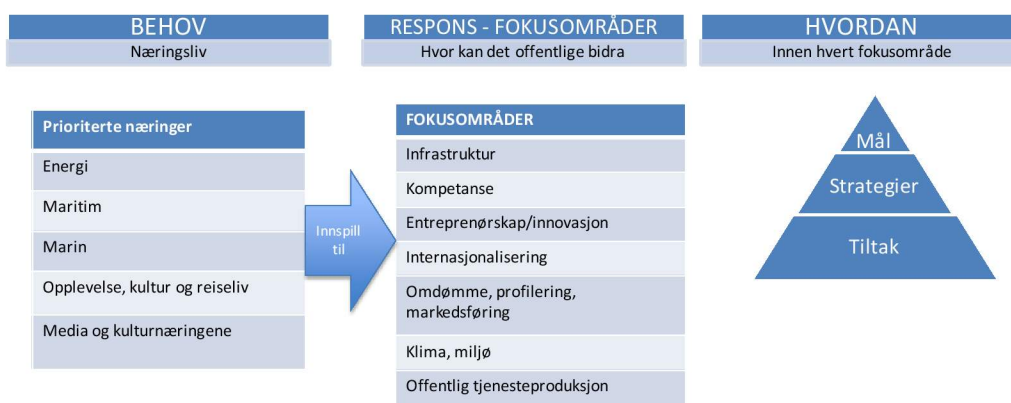 BEHOV
Næringsliv
RESPONS - FOKUSOMRÅDER
Hvor kan det offentlige bidra
HVORDAN
Innen hvert fokusområde
Prioriterte næringer
Energi
Maritim
Marin
Opplevelse, kultur og reiseliv
Media og kulturnæringene
Innspill
til
FOKUSOMRÅDER
Infrastruktur
Kompetanse
Entreprenørskap/innovasjon
Internasjonalisering
Omdømme, profilering,
markedsføring
Klima, miljø
Offentlig tjenesteproduksjon
Mål
Strategier
Tiltak